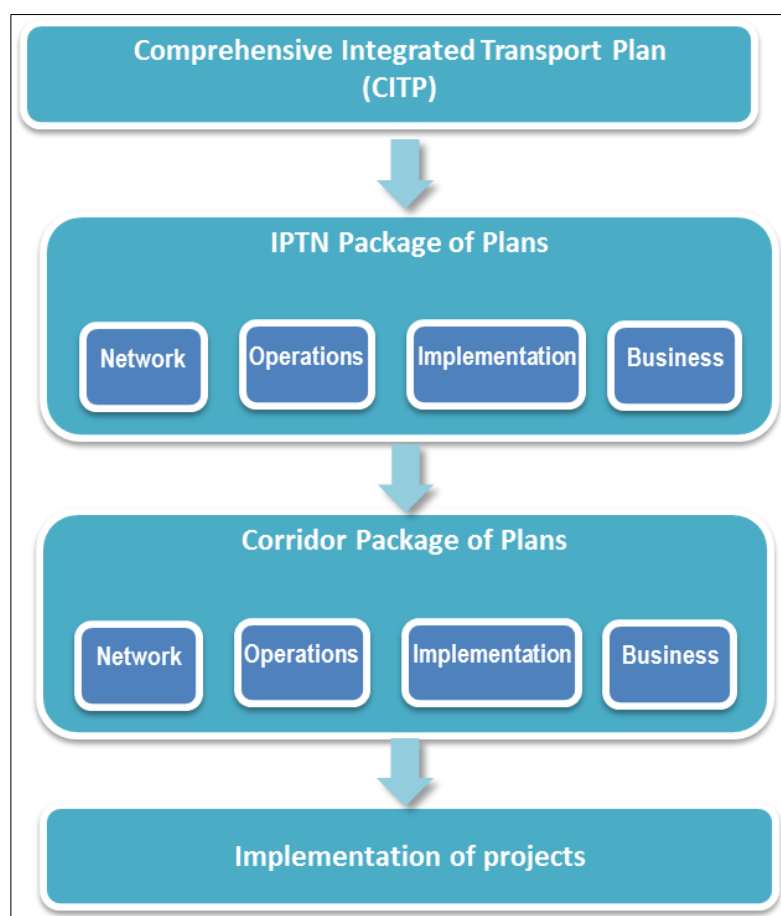 Comprehensive Integrated Transport Plan
(CITP)
IPTN Package of Plans
Network
Operations
Implementation
Business
Corridor Package of Plans
Network
Operations
Implementation
Business
Implementation of projects